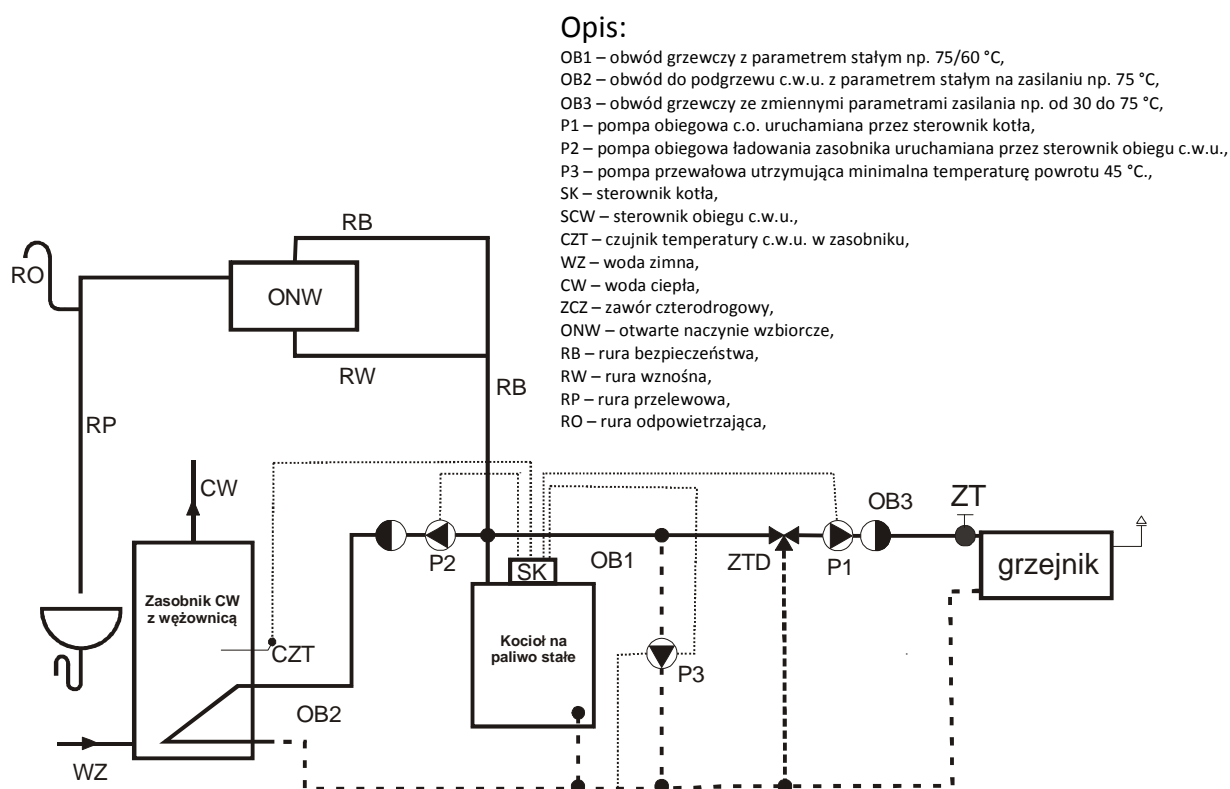 Opis:
OB1 – obwód grzewczy z parametrem stałym np. 75/60 °C,
OB2 – obwód do podgrzewu c.w.u. z parametrem stałym na zasilaniu np. 75 °C,
OB3 – obwód grzewczy ze zmiennymi parametrami zasilania np. od 30 do 75 °C,
P1 – pompa obiegowa c.o. uruchamiana przez sterownik kotła,
P2 – pompa obiegowa ładowania zasobnika uruchamiana przez sterownik obiegu c.w.u.,
P3 – pompa przewałowa utrzymująca minimalna temperaturę powrotu 45 °C.,
SK – sterownik kotła,
SCW – sterownik obiegu c.w.u.,
CZT – czujnik temperatury c.w.u. w zasobniku,
WZ – woda zimna,
CW – woda ciepła,
ZCZ – zawór czterodrogowy,
ONW – otwarte naczynie wzbiorcze,
RB – rura bezpieczeństwa,
RW – rura wznośna,
RP – rura przelewowa,
RO – rura odpowietrzająca,
RB
RO
ONW
RW
RB
RP
CW
OB3
ZT
P2
SK
OB1
ZTD
P1
grzejnik
Zasobnik CW
z wężownicą
Kocioł na
paliwo stałe
CZT
P3
OB2
WZ